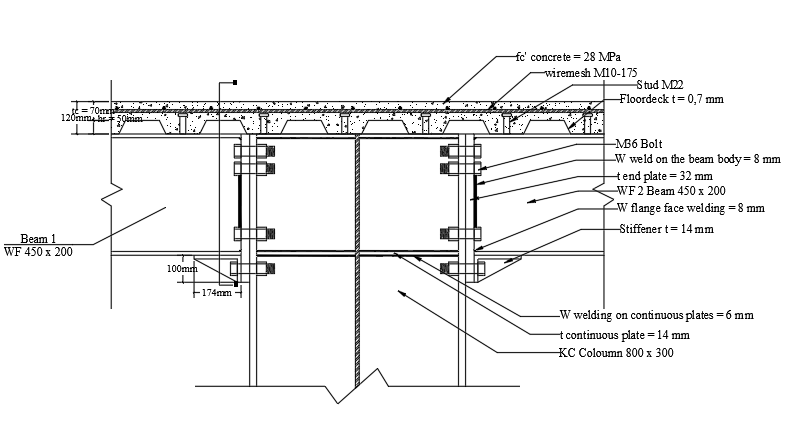 fc' concrete = 28 MPa
wiremesh M10-175
Stud M22
Floordeck t = 0,7 mm
tc = 70mm
120mm
hr = 50mm
M36 Bolt
W weld on the beam body = 8 mm
t end plate = 32 mm
WF 2 Beam 450 x 200
W flange face welding = 8 mm
Stiffener t = 14 mm
Beam 1
WF 450 x 200
100mm
174mm
W welding on continuous plates = 6 mm
t continuous plate = 14 mm
KC Coloumn 800 x 300